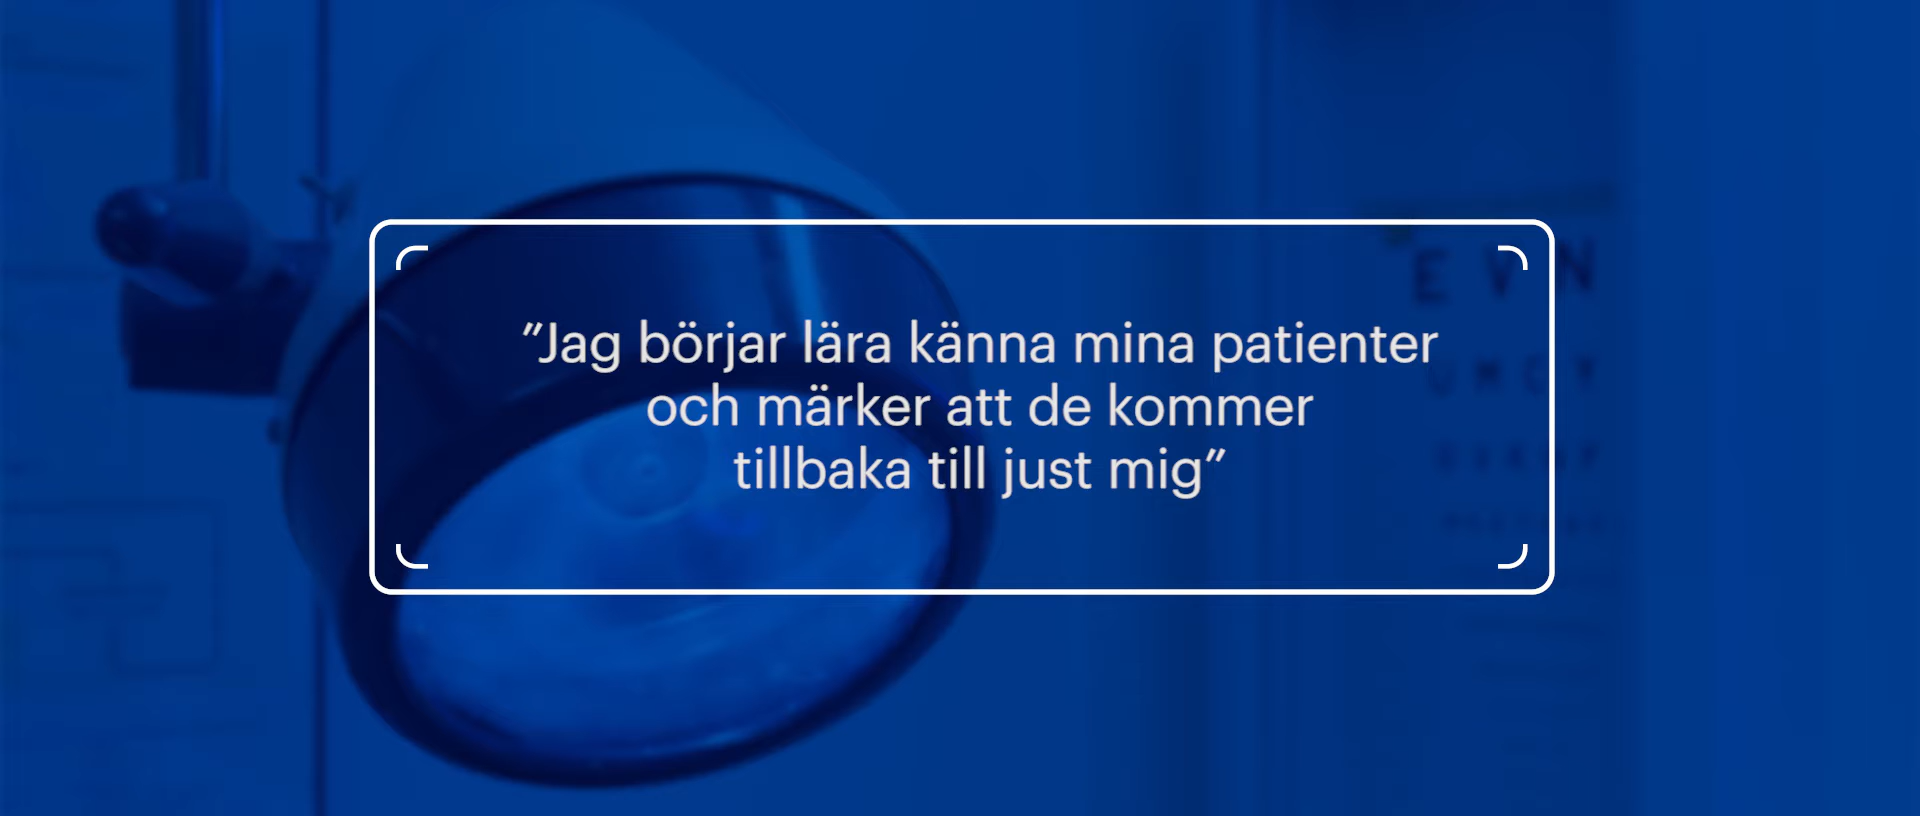 ”Jag börjar lära känna mina patienter
och märker att de kommer
tillbaka till just mig”
E V N